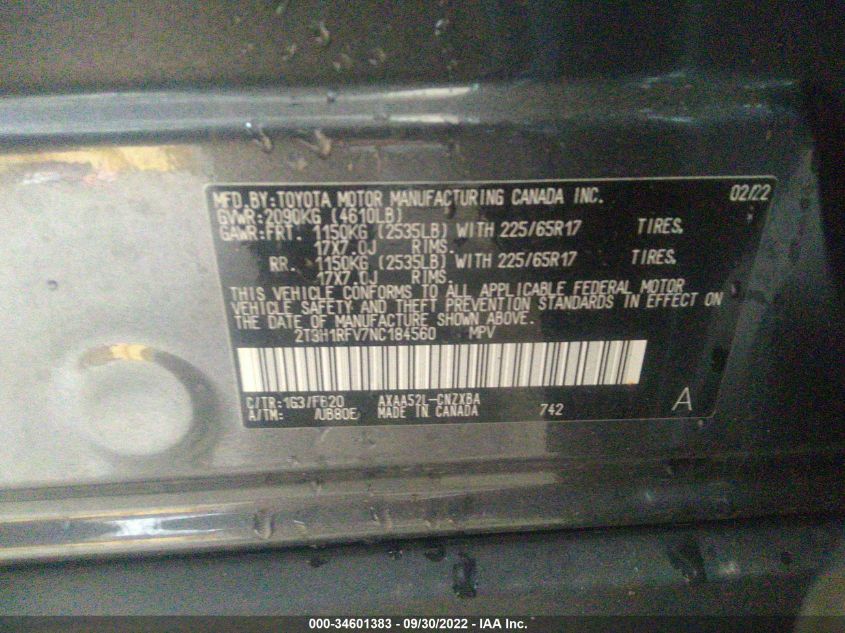 MFD.BY:TOYOTA MOTOR MANUFACTURING CANADA INC. 02/22
GVWR:2090KG (4610LB)
GAWR:FRT. 1150KG (2535LB) WITH 225/65R17 TIRES,
17X7.0J RIMS
RR. 1150KG (2535LB) WITH 225/65R17 TIRES,
17X7.0J RIMS
THIS VEHICLE CONFORMS TO ALL APPLICABLE FEDERAL MOTOR
VEHICLE SAFETY AND THEFT PREVENTION STANDARDS IN EFFECT ON
THE DATE OF MANUFACTURE SHOWN ABOVE.
2T3H1RFV7NC184560 MPV
C/TR:1G3/FB20 AXAA52L-CNZXBA
A/TM: /UB80E MADE IN CANADA 742 A
000-34601383 - 09/30/2022 - IAA Inc.